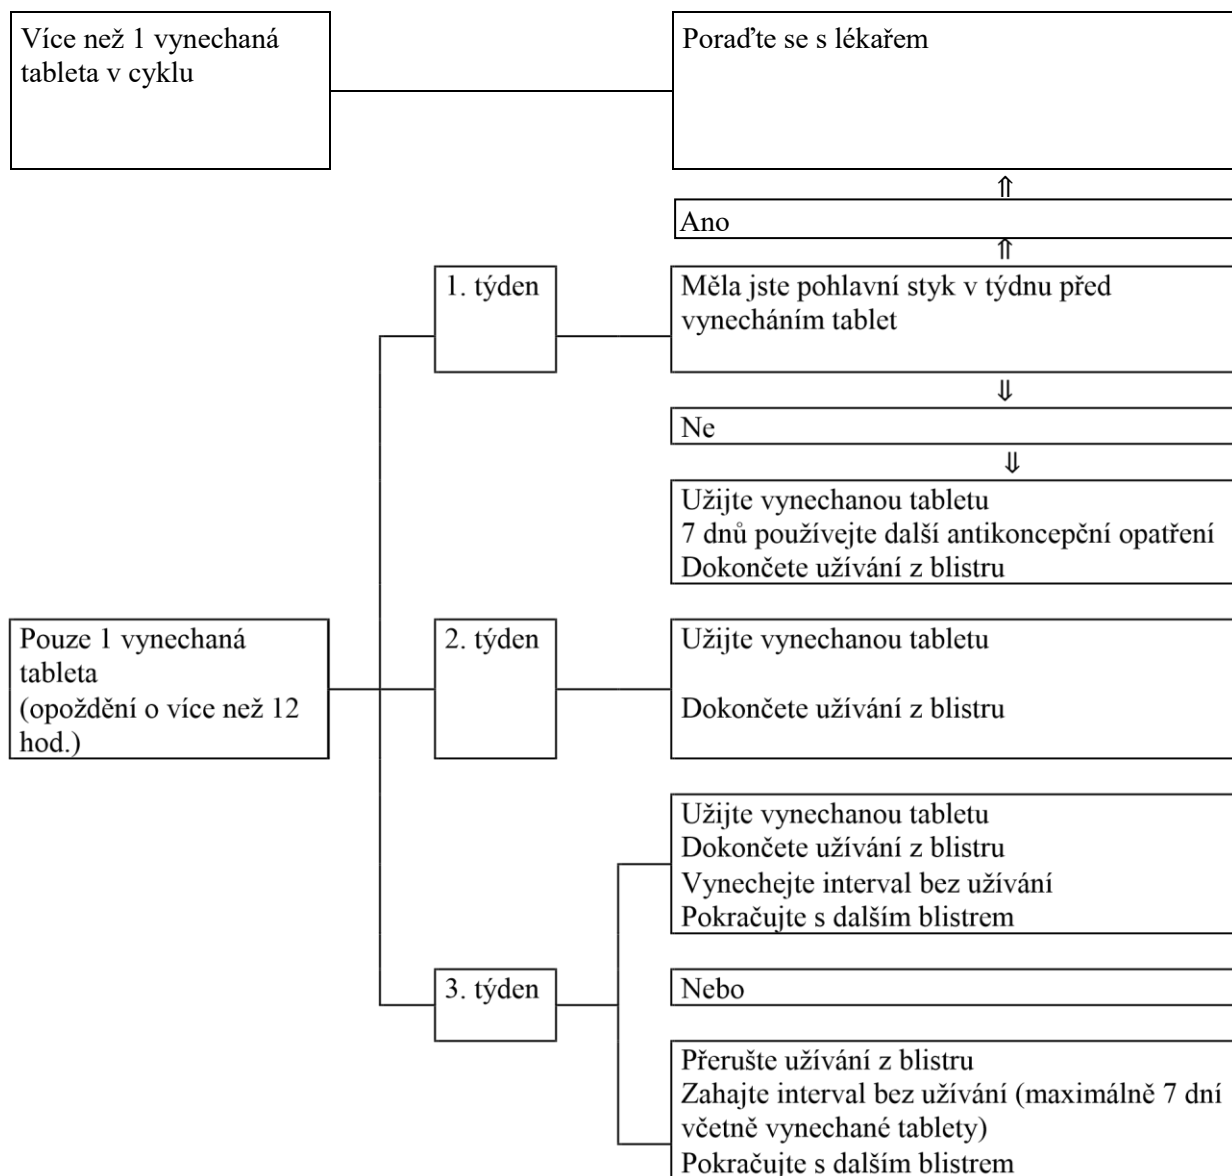 Více než 1 vynechaná
tableta v cyklu
Poraďte se s lékařem
⇑
Ano
⇑
1. týden
Měla jste pohlavní styk v týdnu před
vynecháním tablet
⇓
Ne
⇓
Užijte vynechanou tabletu
7 dnů používejte další antikoncepční opatření
Dokončete užívání z blistru
Pouze 1 vynechaná
tableta
(opoždění o více než 12
hod.)
2. týden
Užijte vynechanou tabletu
Dokončete užívání z blistru
Užijte vynechanou tabletu
Dokončete užívání z blistru
Vynechejte interval bez užívání
Pokračujte s dalším blistrem
3. týden
Nebo
Přerušte užívání z blistru
Zahajte interval bez užívání (maximálně 7 dní
včetně vynechané tablety)
Pokračujte s dalším blistrem